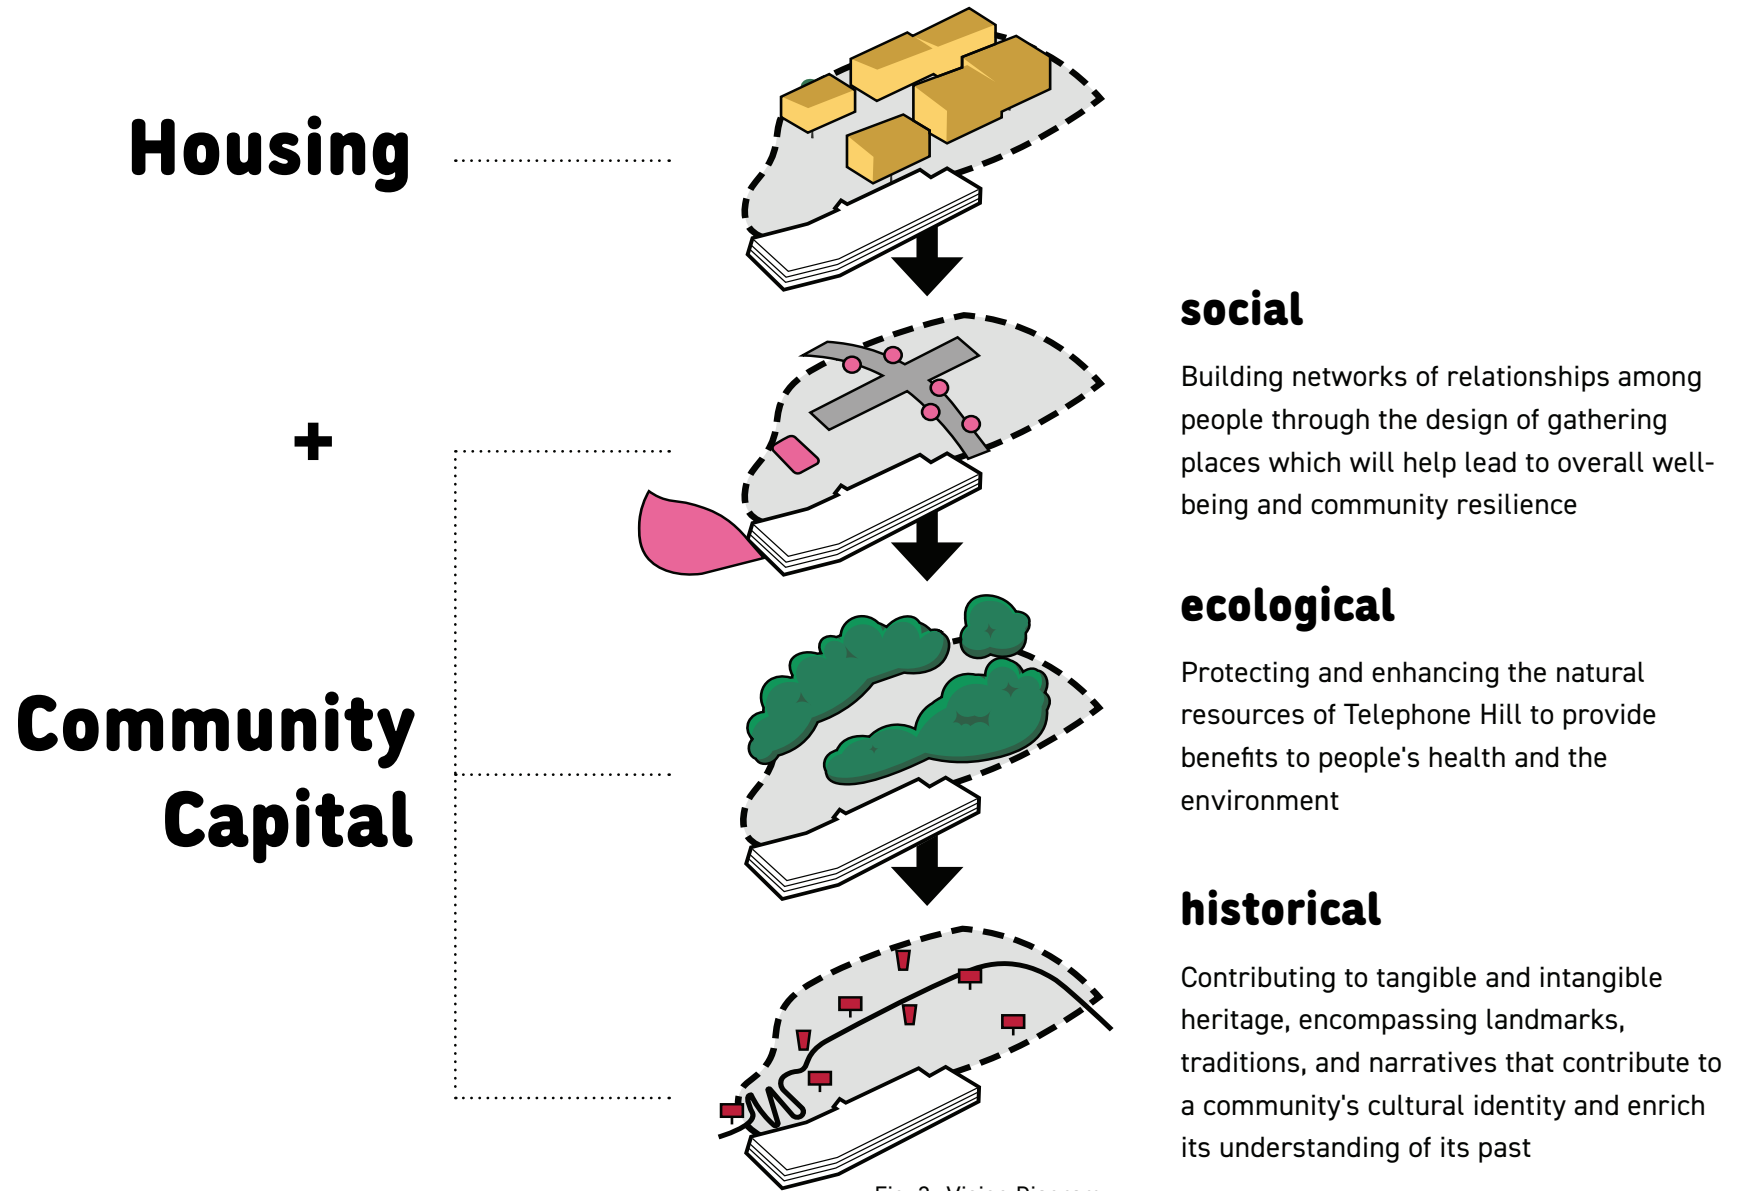 Housing
+
Community
Capital
social
Building networks of relationships among
people through the design of gathering
places which will help lead to overall well-
being and community resilience
ecological
Protecting and enhancing the natural
resources of Telephone Hill to provide
benefits to people's health and the
environment
historical
Contributing to tangible and intangible
heritage, encompassing landmarks,
traditions, and narratives that contribute to
a community's cultural identity and enrich
its understanding of its past